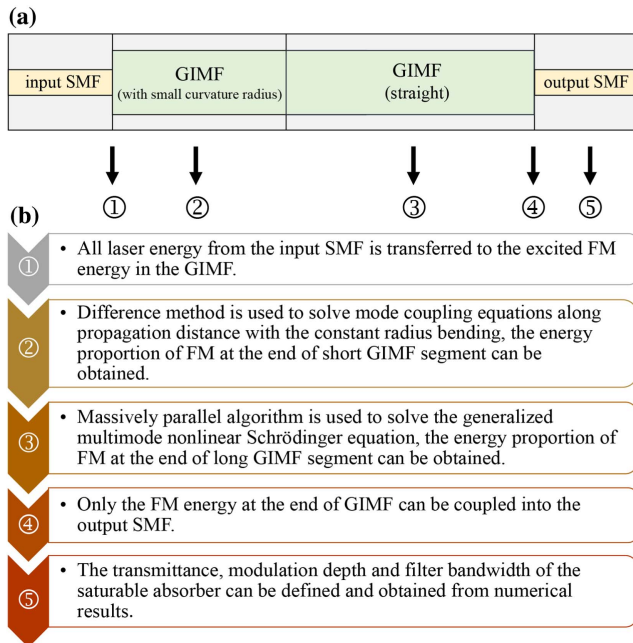 (a)
input SMF
GIMF
(with small curvature radius)
GIMF
(straight)
output SMF
① ② ③ ④ ⑤
(b)
① • All laser energy from the input SMF is transferred to the excited FM
energy in the GIMF.
② • Difference method is used to solve mode coupling equations along
propagation distance with the constant radius bending, the energy
proportion of FM at the end of short GIMF segment can be
obtained.
③ • Massively parallel algorithm is used to solve the generalized
multimode nonlinear Schrödinger equation, the energy proportion of
FM at the end of long GIMF segment can be obtained.
④ • Only the FM energy at the end of GIMF can be coupled into the
output SMF.
⑤ • The transmittance, modulation depth and filter bandwidth of the
saturable absorber can be defined and obtained from numerical
results.